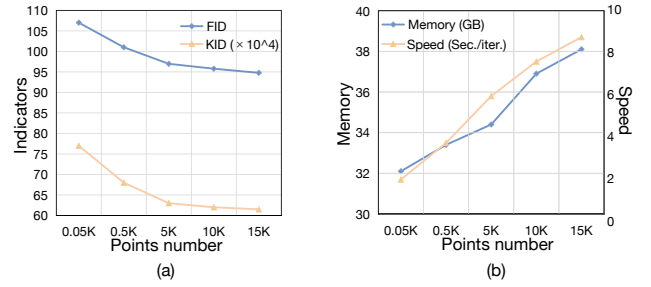 110
105
100
95
90
85
80
75
70
65
60
Indicators
FID
KID (×10^4)
0.05K 0.5K 5K 10K 15K
Points number
(a)
40
38
36
34
32
30
Memory
Memory (GB)
Speed (Sec./iter.)
10
8
6
4
2
0
Speed
0.05K 0.5K 5K 10K 15K
Points number
(b)